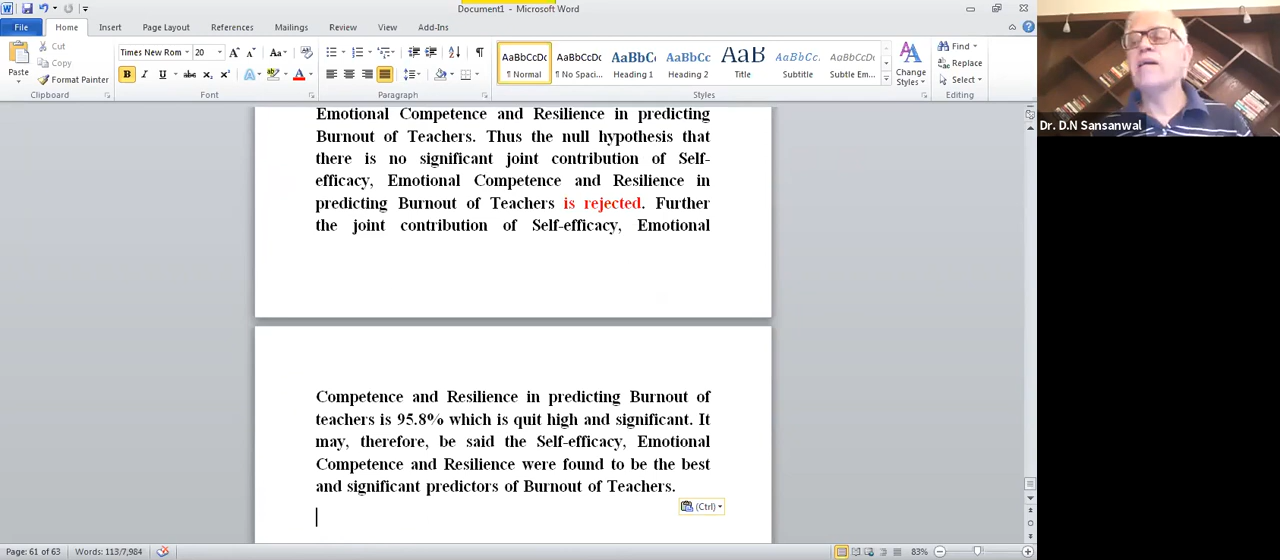 Document1 - Microsoft Word
File Home Insert Page Layout References Mailings Review View Add-Ins
Cut
Copy
Format Painter
Paste
Clipboard
Times New Rom 20
Font
Paragraph
AaBbCcDc AaBbCcDc AaBbC AaBbCc AaB AaBbCc. AaBbCcDc
¶ Normal ¶ No Spaci... Heading 1 Heading 2 Title Subtitle Subtle Em...
Change
Styles
Styles
Find
Replace
Select
Editing
Dr. D.N Sansanwal
Emotional Competence and Resilience in predicting
Burnout of Teachers. Thus the null hypothesis that
there is no significant joint contribution of Self-
efficacy, Emotional Competence and Resilience in
predicting Burnout of Teachers is rejected. Further
the joint contribution of Self-efficacy, Emotional
Competence and Resilience in predicting Burnout of
teachers is 95.8% which is quit high and significant. It
may, therefore, be said the Self-efficacy, Emotional
Competence and Resilience were found to be the best
and significant predictors of Burnout of Teachers.
(Ctrl)
Page: 61 of 63 Words: 113/7,984 83%